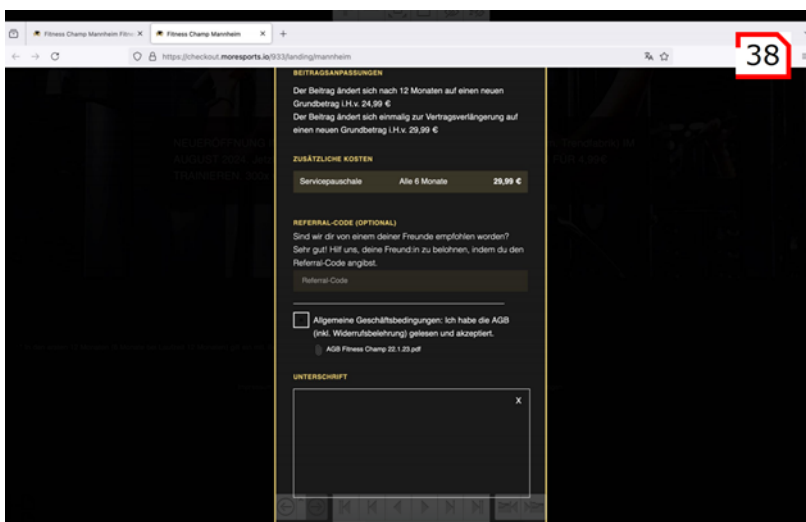 Fitness Champ Mannheim Fitne
Fitness Champ Mannheim
https://checkout.moresports.io/933/landing/mannheim
38
BEITRAGSANPASSUNGEN
Der Beitrag ändert sich nach 12 Monaten auf einen neuen
Grundbetrag i.H.v. 24,99 €
Der Beitrag ändert sich einmalig zur Vertragsverlängerung auf
einen neuen Grundbetrag i.H.v. 29,99 €
ZUSÄTZLICHE KOSTEN
Servicepauschale Alle 6 Monate 29,99 €
REFERRAL-CODE (OPTIONAL)
Sind wir dir von einem deiner Freunde empfohlen worden?
Sehr gut! Hilf uns, deine Freund:in zu belohnen, indem du den
Referral-Code angibst.
Referral-Code
Allgemeine Geschäftsbedingungen: Ich habe die AGB
(inkl. Widerrufsbelehrung) gelesen und akzeptiert.
AGB Fitness Champ 22.1.23.pdf
UNTERSCHRIFT
X
NEUERÖFFNUNG
AUGUST 2024
TRAINIEREN